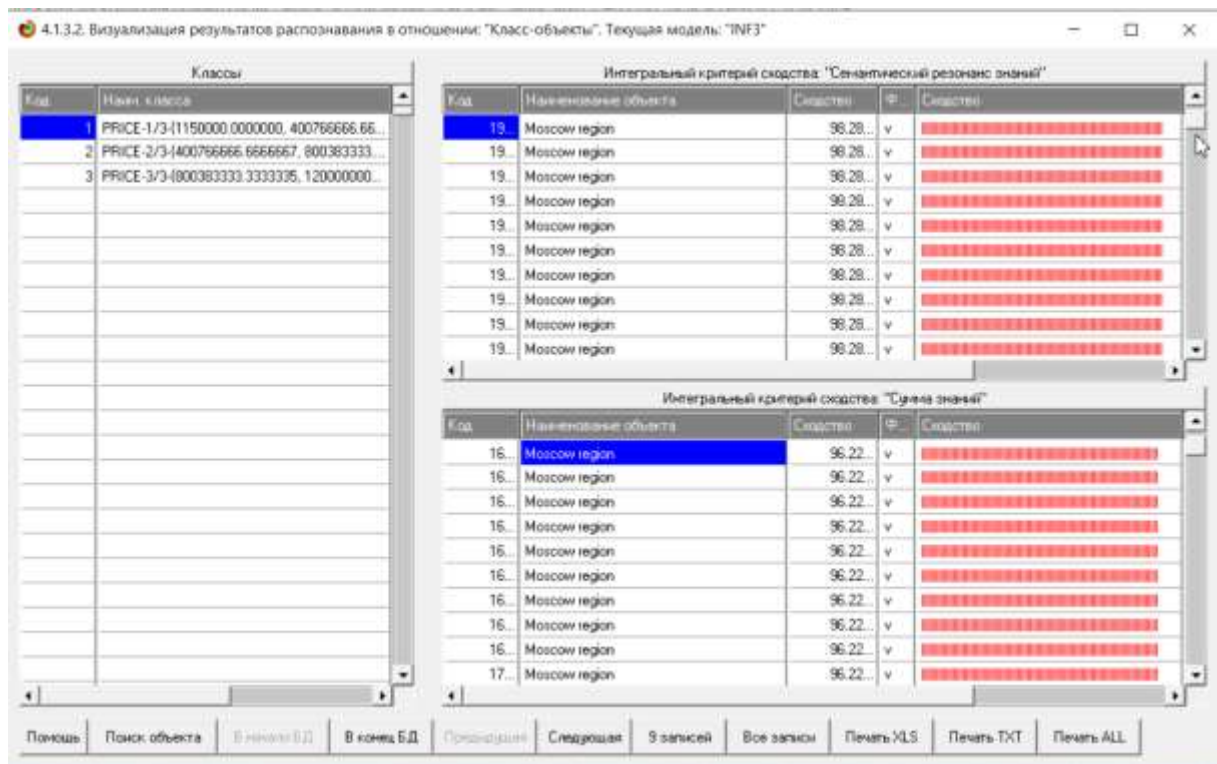 4.1.3.2. Визуализация результатов распознавания в отношении: "Класс-объекты". Текущая модель: "INF3"
Классы
Код Наим. класса
1 PRICE-1/3-{1150000.0000000, 400766666.66...
2 PRICE-2/3-{400766666.6666667, 800383333....
3 PRICE-3/3-{800383333.3333335, 120000000...
Интегральный критерий сходства: "Семантический резонанс знаний"
Код Наименование объекта Сходство Ф... Сходство
19... Moscow region 98.28... v
19... Moscow region 98.28... v
19... Moscow region 98.28... v
19... Moscow region 98.28... v
19... Moscow region 98.28... v
19... Moscow region 98.28... v
19... Moscow region 98.28... v
19... Moscow region 98.28... v
19... Moscow region 98.28... v
19... Moscow region 98.28... v
Интегральный критерий сходства: "Сумма знаний"
Код Наименование объекта Сходство Ф... Сходство
16... Moscow region 96.22... v
16... Moscow region 96.22... v
16... Moscow region 96.22... v
16... Moscow region 96.22... v
16... Moscow region 96.22... v
16... Moscow region 96.22... v
16... Moscow region 96.22... v
16... Moscow region 96.22... v
16... Moscow region 96.22... v
17... Moscow region 96.22... v
Помощь Поиск объекта В начало БД В конец БД Предыдущая Следующая 9 записей Все записи Печать XLS Печать TXT Печать ALL